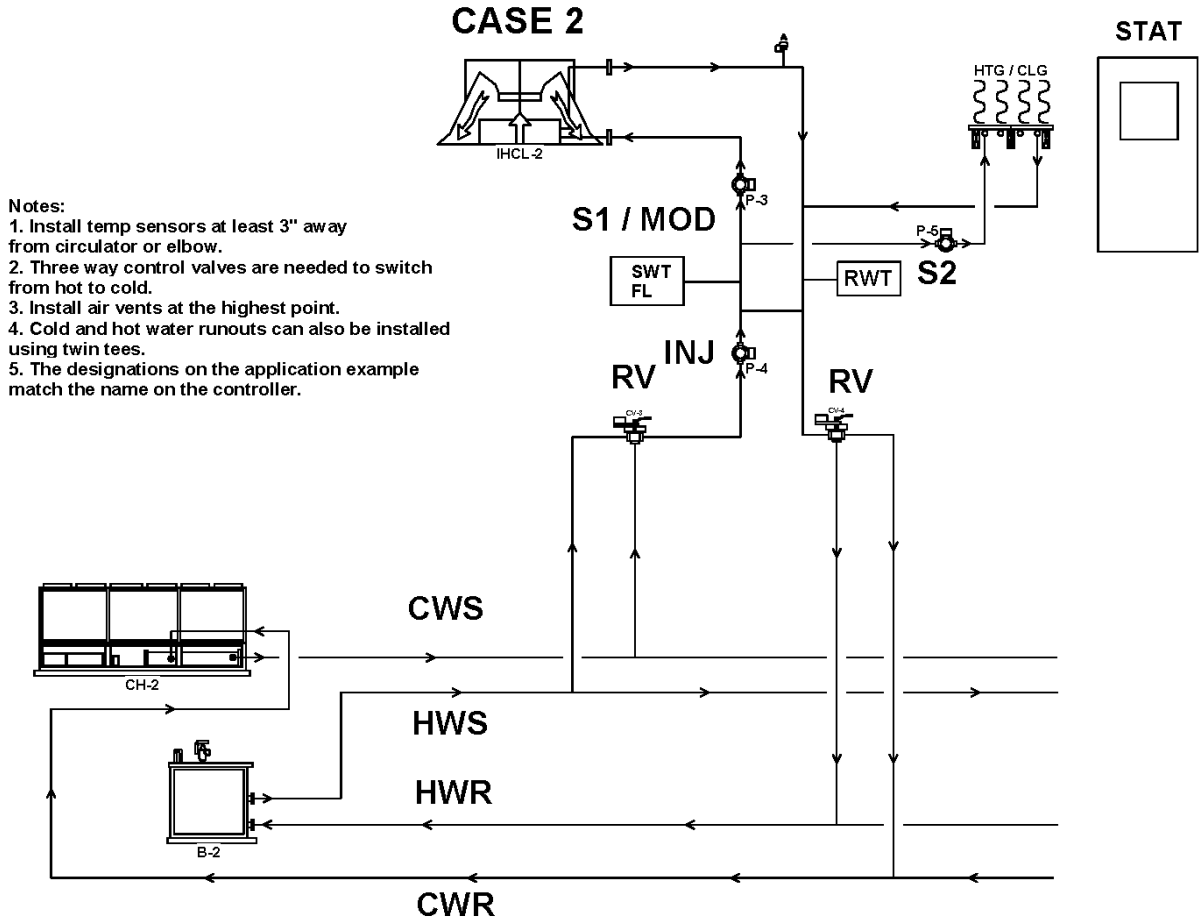 CASE 2
STAT
HTG / CLG
IHCL-2
Notes:
1. Install temp sensors at least 3" away
from circulator or elbow.
2. Three way control valves are needed to switch
from hot to cold.
3. Install air vents at the highest point.
4. Cold and hot water runouts can also be installed
using twin tees.
5. The designations on the application example
match the name on the controller.
P-3
S1 / MOD
P-5
S2
SWT
FL
RWT
INJ
P-4
RV
RV
CV-3
CV-4
CWS
CH-2
HWS
HWR
B-2
CWR